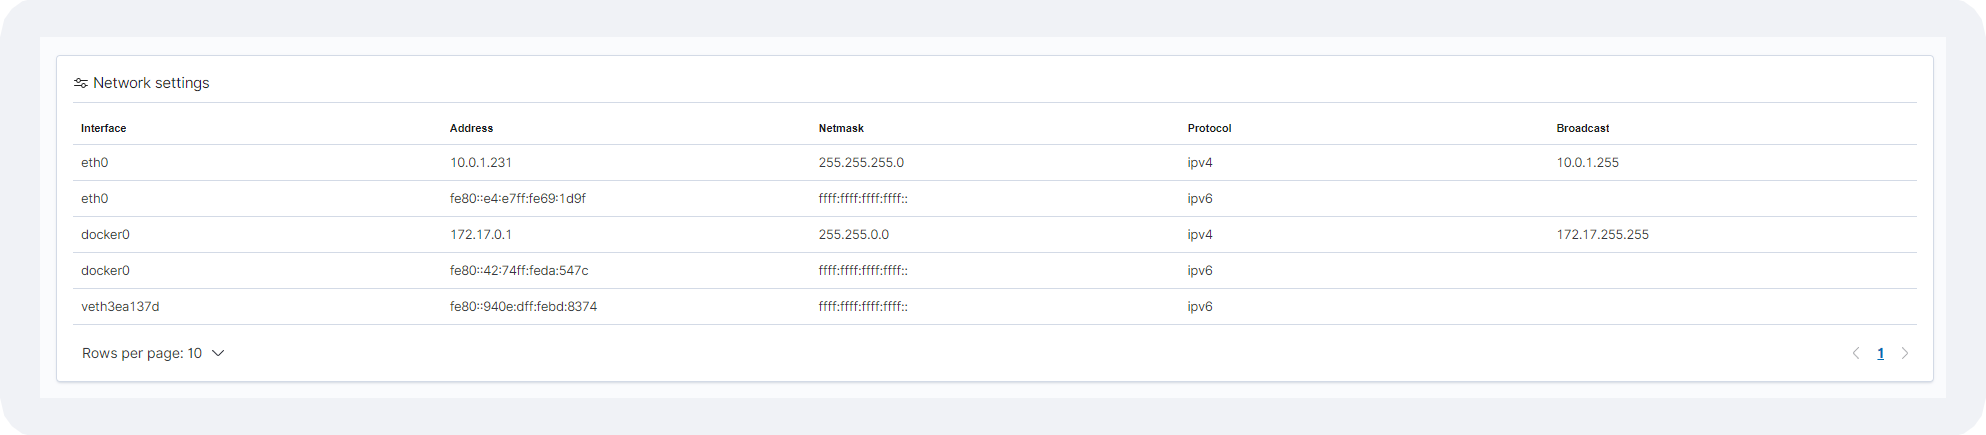 Network settings
Interface Address Netmask Protocol Broadcast
eth0 10.0.1.231 255.255.255.0 ipv4 10.0.1.255
eth0 fe80::e4:e7ff:fe69:1d9f ffff:ffff:ffff:ffff:: ipv6
docker0 172.17.0.1 255.255.0.0 ipv4 172.17.255.255
docker0 fe80::42:74ff:feda:547c ffff:ffff:ffff:ffff:: ipv6
veth3ea137d fe80::940e:dff:febd:8374 ffff:ffff:ffff:ffff:: ipv6
Rows per page: 10 1